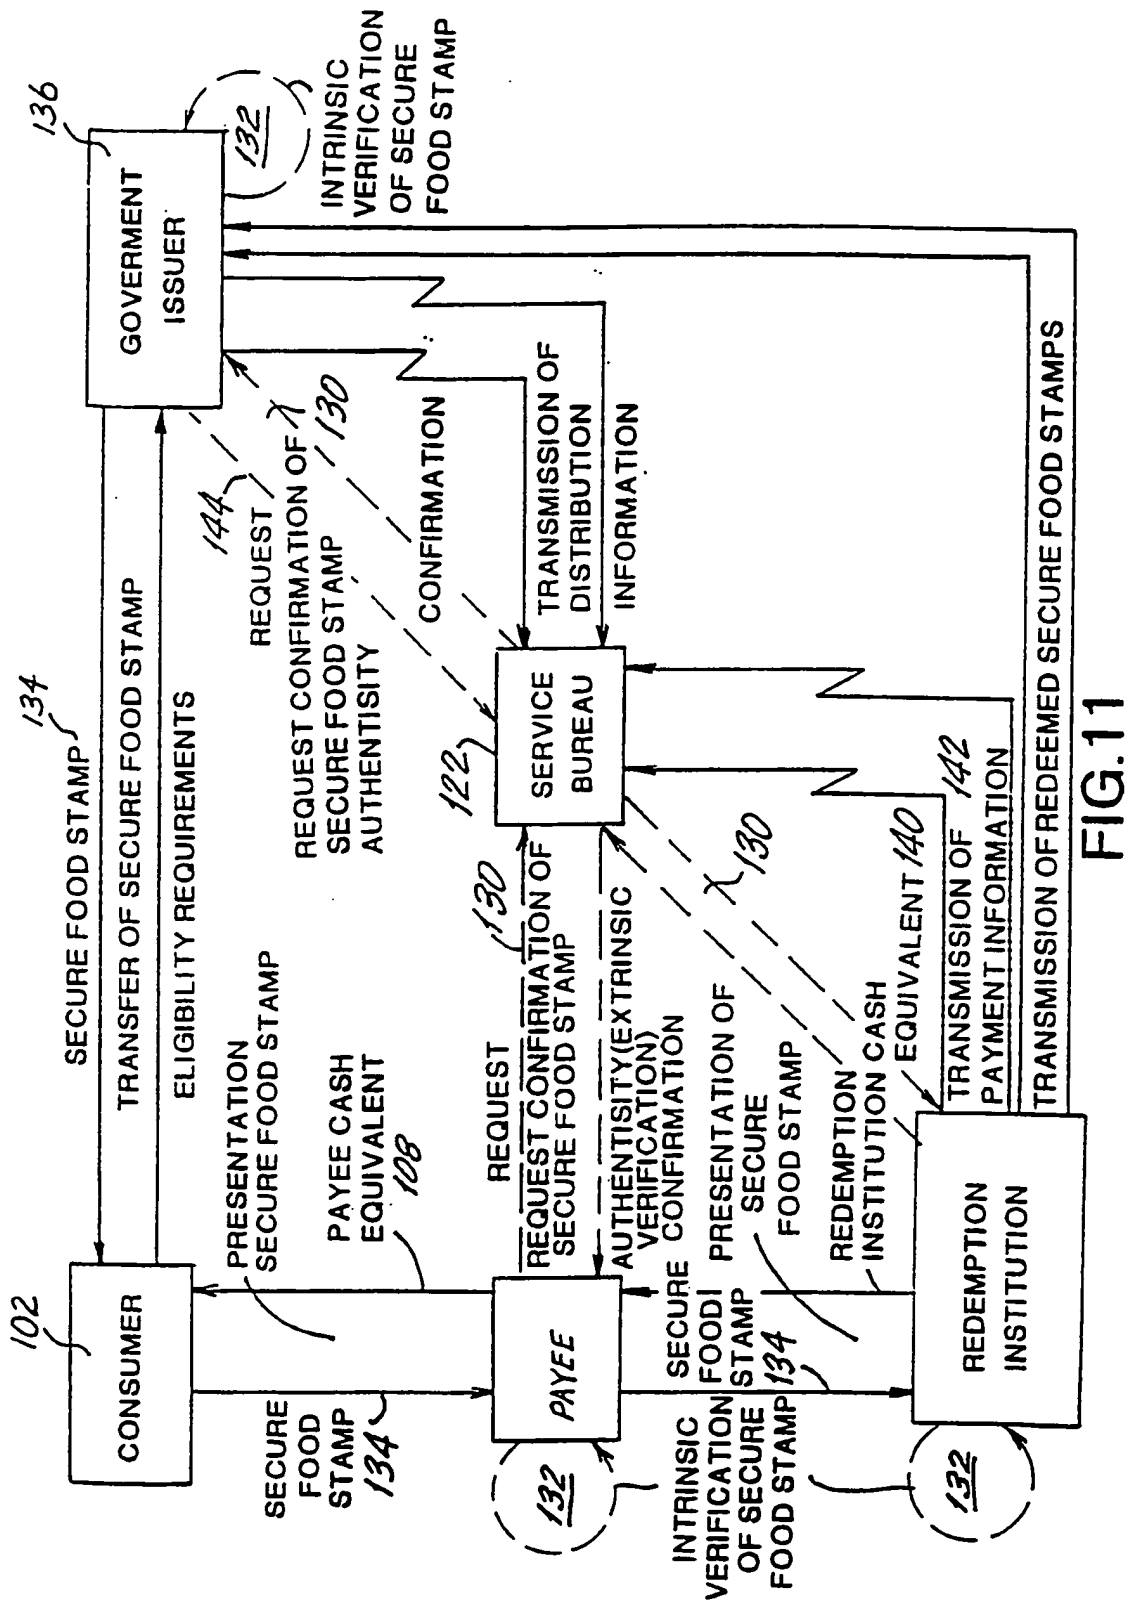 102
CONSUMER
SECURE FOOD STAMP
134
TRANSFER OF SECURE FOOD STAMP
ELIGIBILITY REQUIREMENTS
136
GOVERMENT
ISSUER
132
INTRINSIC
VERIFICATION
OF SECURE
FOOD STAMP
SECURE
FOOD
STAMP
134
PRESENTATION
SECURE FOOD STAMP
PAYEE CASH
EQUIVALENT
108
144
REQUEST
REQUEST CONFIRMATION OF
SECURE FOOD STAMP
AUTHENTISITY
130
CONFIRMATION
TRANSMISSION OF
DISTRIBUTION
INFORMATION
PAYEE
132
REQUEST
130
REQUEST CONFIRMATION OF
SECURE FOOD STAMP
AUTHENTISITY(EXTRINSIC
VERIFICATION)
CONFIRMATION
122
SERVICE
BUREAU
130
INTRINSIC
VERIFICATION
OF SECURE
FOOD STAMP
SECURE
FOODI
STAMP
134
PRESENTATION OF
SECURE
FOOD STAMP
REDEMPTION
INSTITUTION CASH
EQUIVALENT 140
132
REDEMPTION
INSTITUTION
TRANSMISSION OF
PAYMENT INFORMATION
142
TRANSMISSION OF REDEEMED SECURE FOOD STAMPS
FIG.11